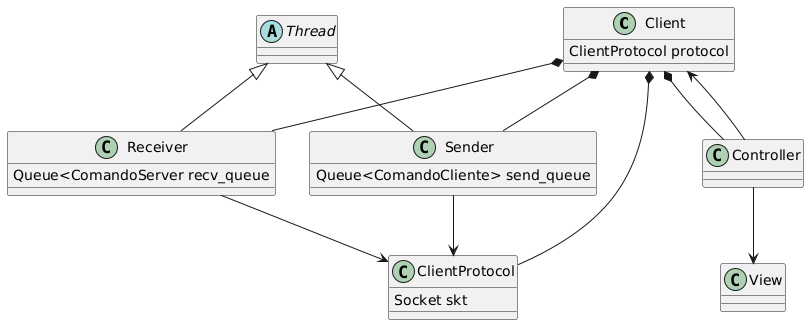 A Thread
C Client
ClientProtocol protocol
C Receiver
Queue<ComandoServer recv_queue
C Sender
Queue<ComandoCliente> send_queue
C Controller
C ClientProtocol
Socket skt
C View